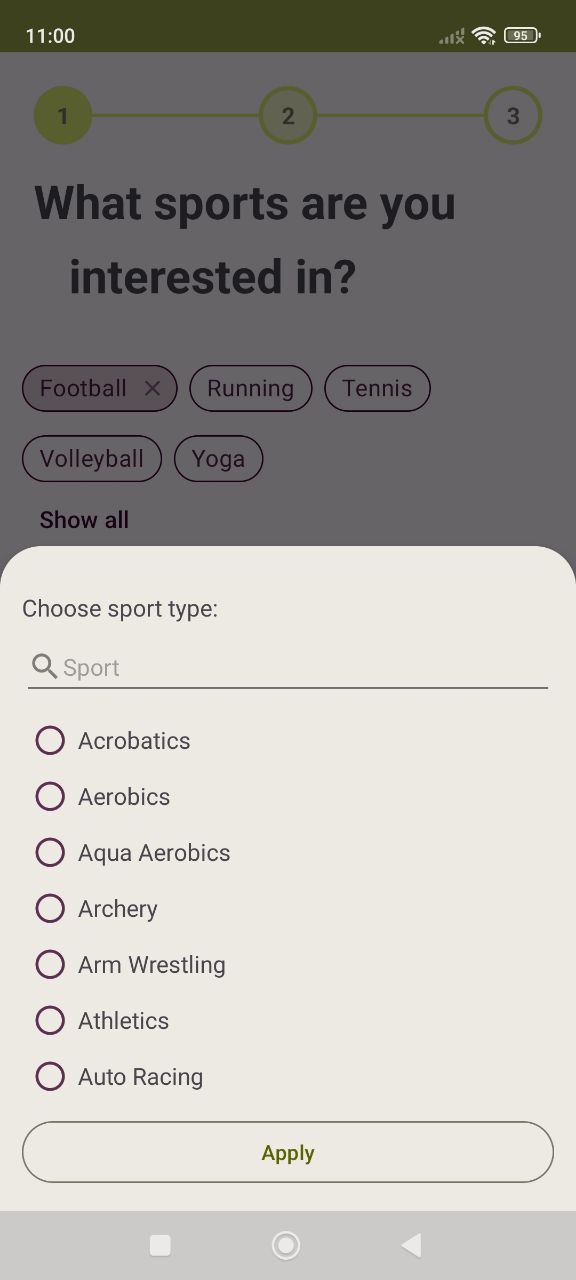 11:00
95
1 2 3
What sports are you
interested in?
Football Running Tennis
Volleyball Yoga
Show all
Choose sport type:
Sport
Acrobatics
Aerobics
Aqua Aerobics
Archery
Arm Wrestling
Athletics
Auto Racing
Apply